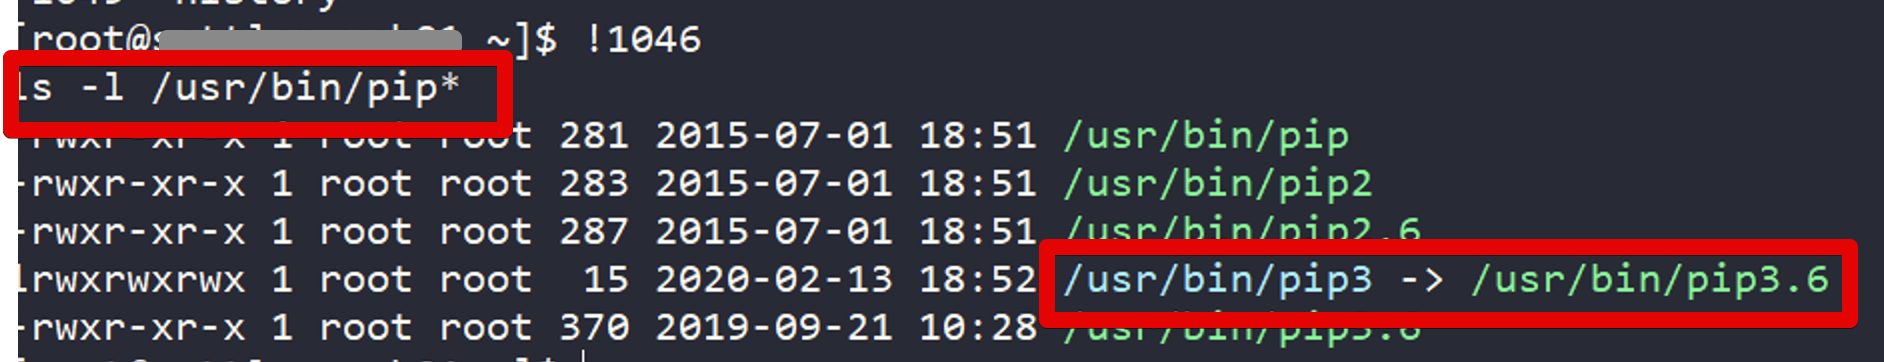 1049 history
[root@s ~]$ !1046
ls -l /usr/bin/pip*
-rwxr-xr-x 1 root root 281 2015-07-01 18:51 /usr/bin/pip
-rwxr-xr-x 1 root root 283 2015-07-01 18:51 /usr/bin/pip2
-rwxr-xr-x 1 root root 287 2015-07-01 18:51 /usr/bin/pip2.6
lrwxrwxrwx 1 root root 15 2020-02-13 18:52 /usr/bin/pip3 -> /usr/bin/pip3.6
-rwxr-xr-x 1 root root 370 2019-09-21 10:28 /usr/bin/pip3.6